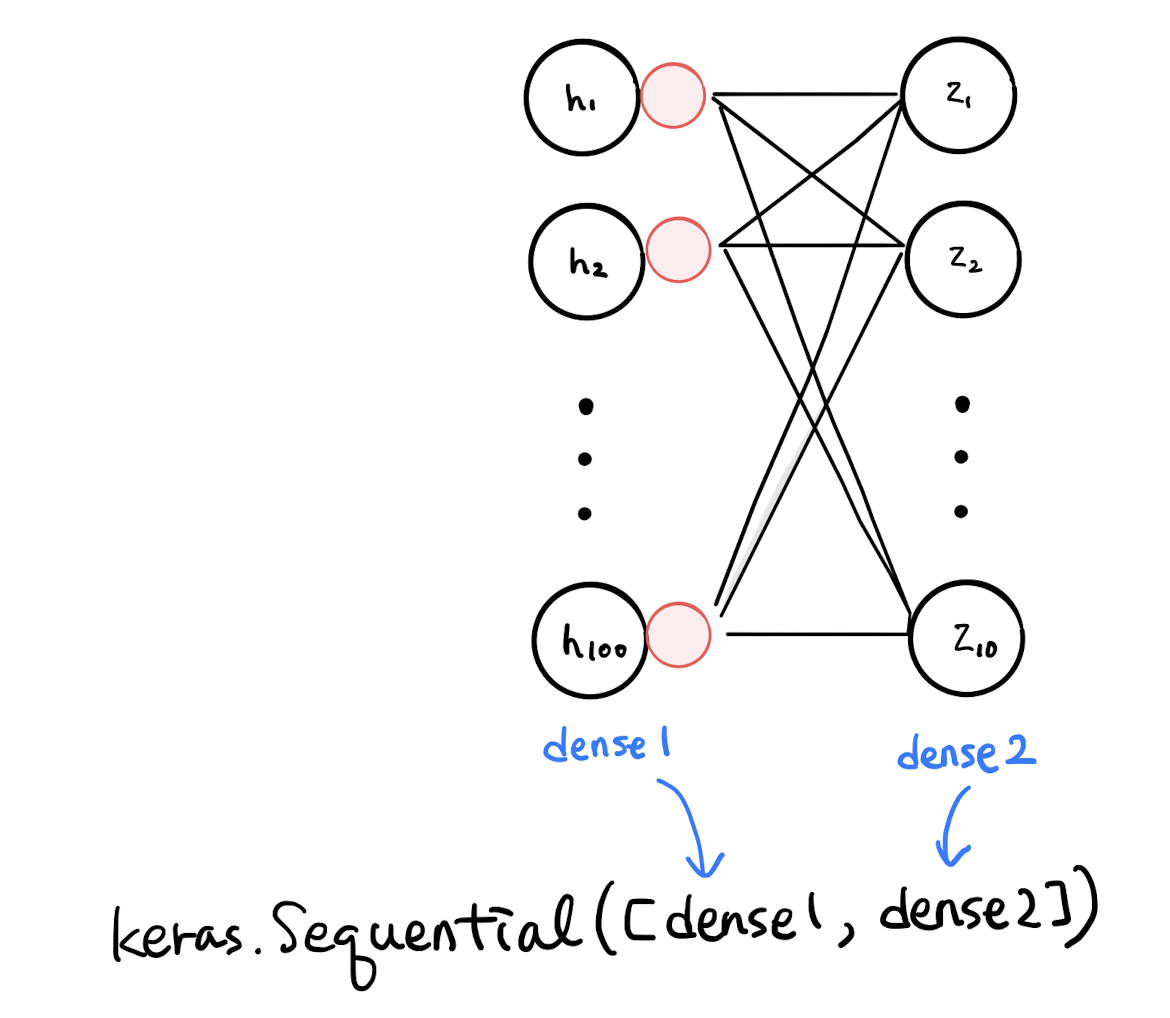 h₁ z₁
h₂ z₂
h₁₀₀ z₁₀
dense1 dense2
keras.Sequential([dense1, dense2])